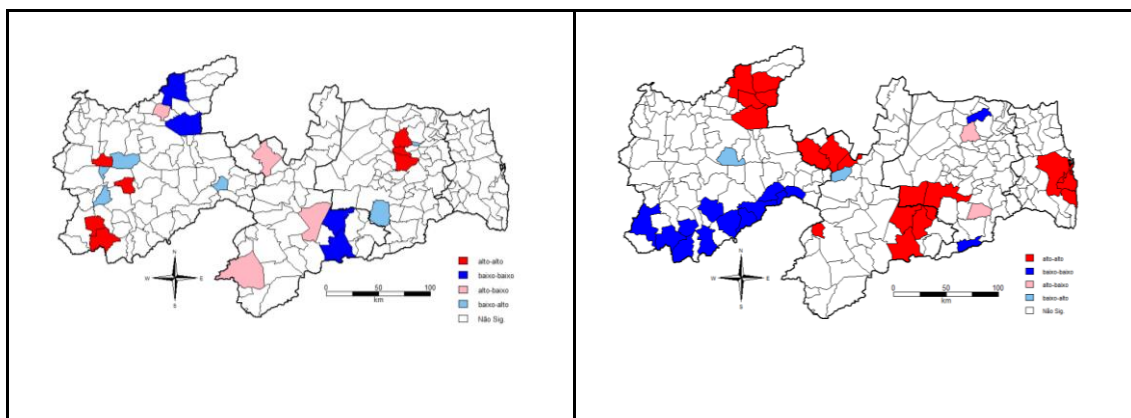 N
W E
S
alto-alto
baixo-baixo
alto-baixo
baixo-alto
Não Sig.
0 50 100
km
N
W E
S
alto-alto
baixo-baixo
alto-baixo
baixo-alto
Não Sig.
0 50 100
km